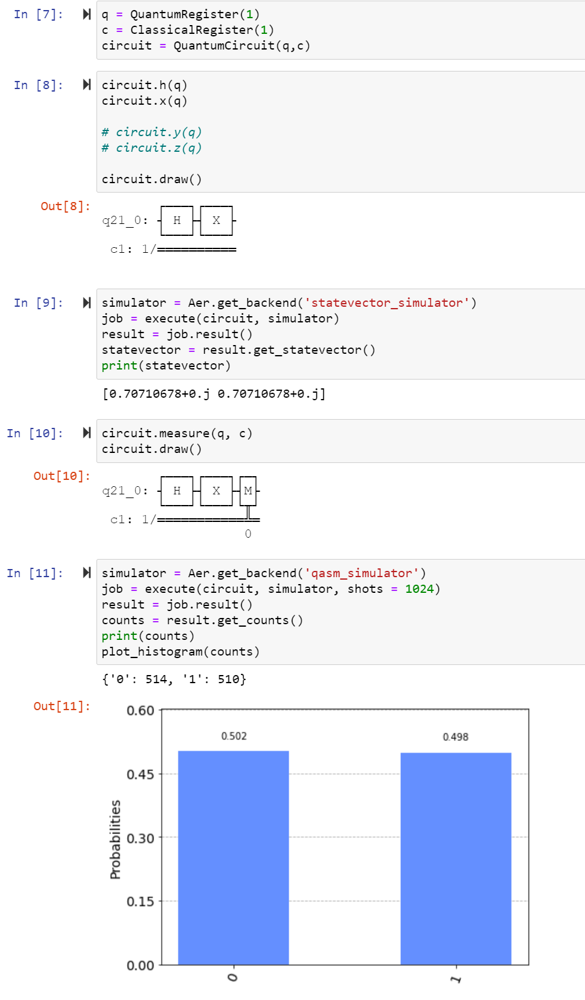 In [7]:
q = QuantumRegister(1)
c = ClassicalRegister(1)
circuit = QuantumCircuit(q,c)
In [8]:
circuit.h(q)
circuit.x(q)
# circuit.y(q)
# circuit.z(q)
circuit.draw()
Out[8]:
q21_0: H X
c1: 1/
In [9]:
simulator = Aer.get_backend('statevector_simulator')
job = execute(circuit, simulator)
result = job.result()
statevector = result.get_statevector()
print(statevector)
[0.70710678+0.j 0.70710678+0.j]
In [10]:
circuit.measure(q, c)
circuit.draw()
Out[10]:
q21_0: H X M
c1: 1/
0
In [11]:
simulator = Aer.get_backend('qasm_simulator')
job = execute(circuit, simulator, shots = 1024)
result = job.result()
counts = result.get_counts()
print(counts)
plot_histogram(counts)
{'0': 514, '1': 510}
Out[11]:
0.60
0.502 0.498
0.45
0.30
0.15
0.00
Probabilities
0 1